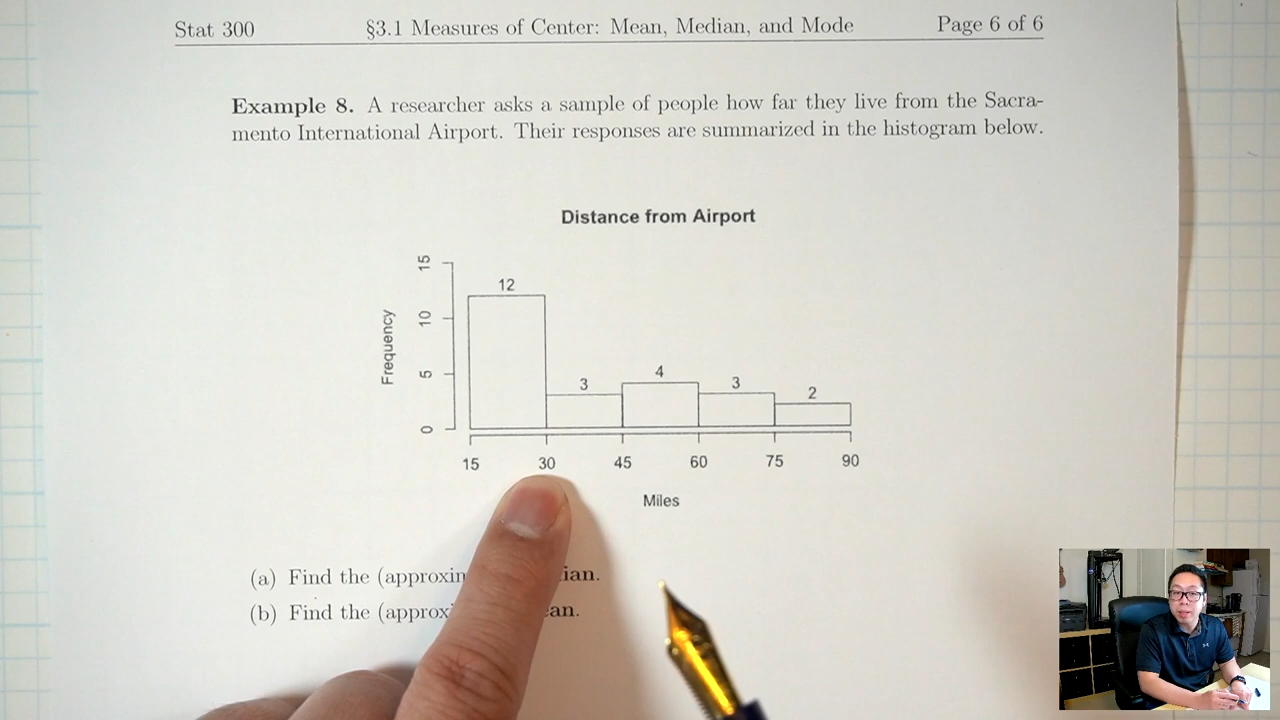 Stat 300 §3.1 Measures of Center: Mean, Median, and Mode Page 6 of 6
Example 8. A researcher asks a sample of people how far they live from the Sacra-
mento International Airport. Their responses are summarized in the histogram below.
Distance from Airport
Frequency
15
10
5
0
12
3
4
3
2
15 30 45 60 75 90
Miles
(a) Find the (approxin ian.
(b) Find the (approx an.